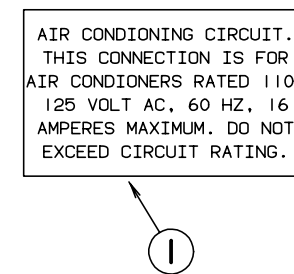 AIR CONDIONING CIRCUIT.
THIS CONNECTION IS FOR
AIR CONDIONERS RATED 110
125 VOLT AC, 60 HZ, 16
AMPERES MAXIMUM. DO NOT
EXCEED CIRCUIT RATING.
1